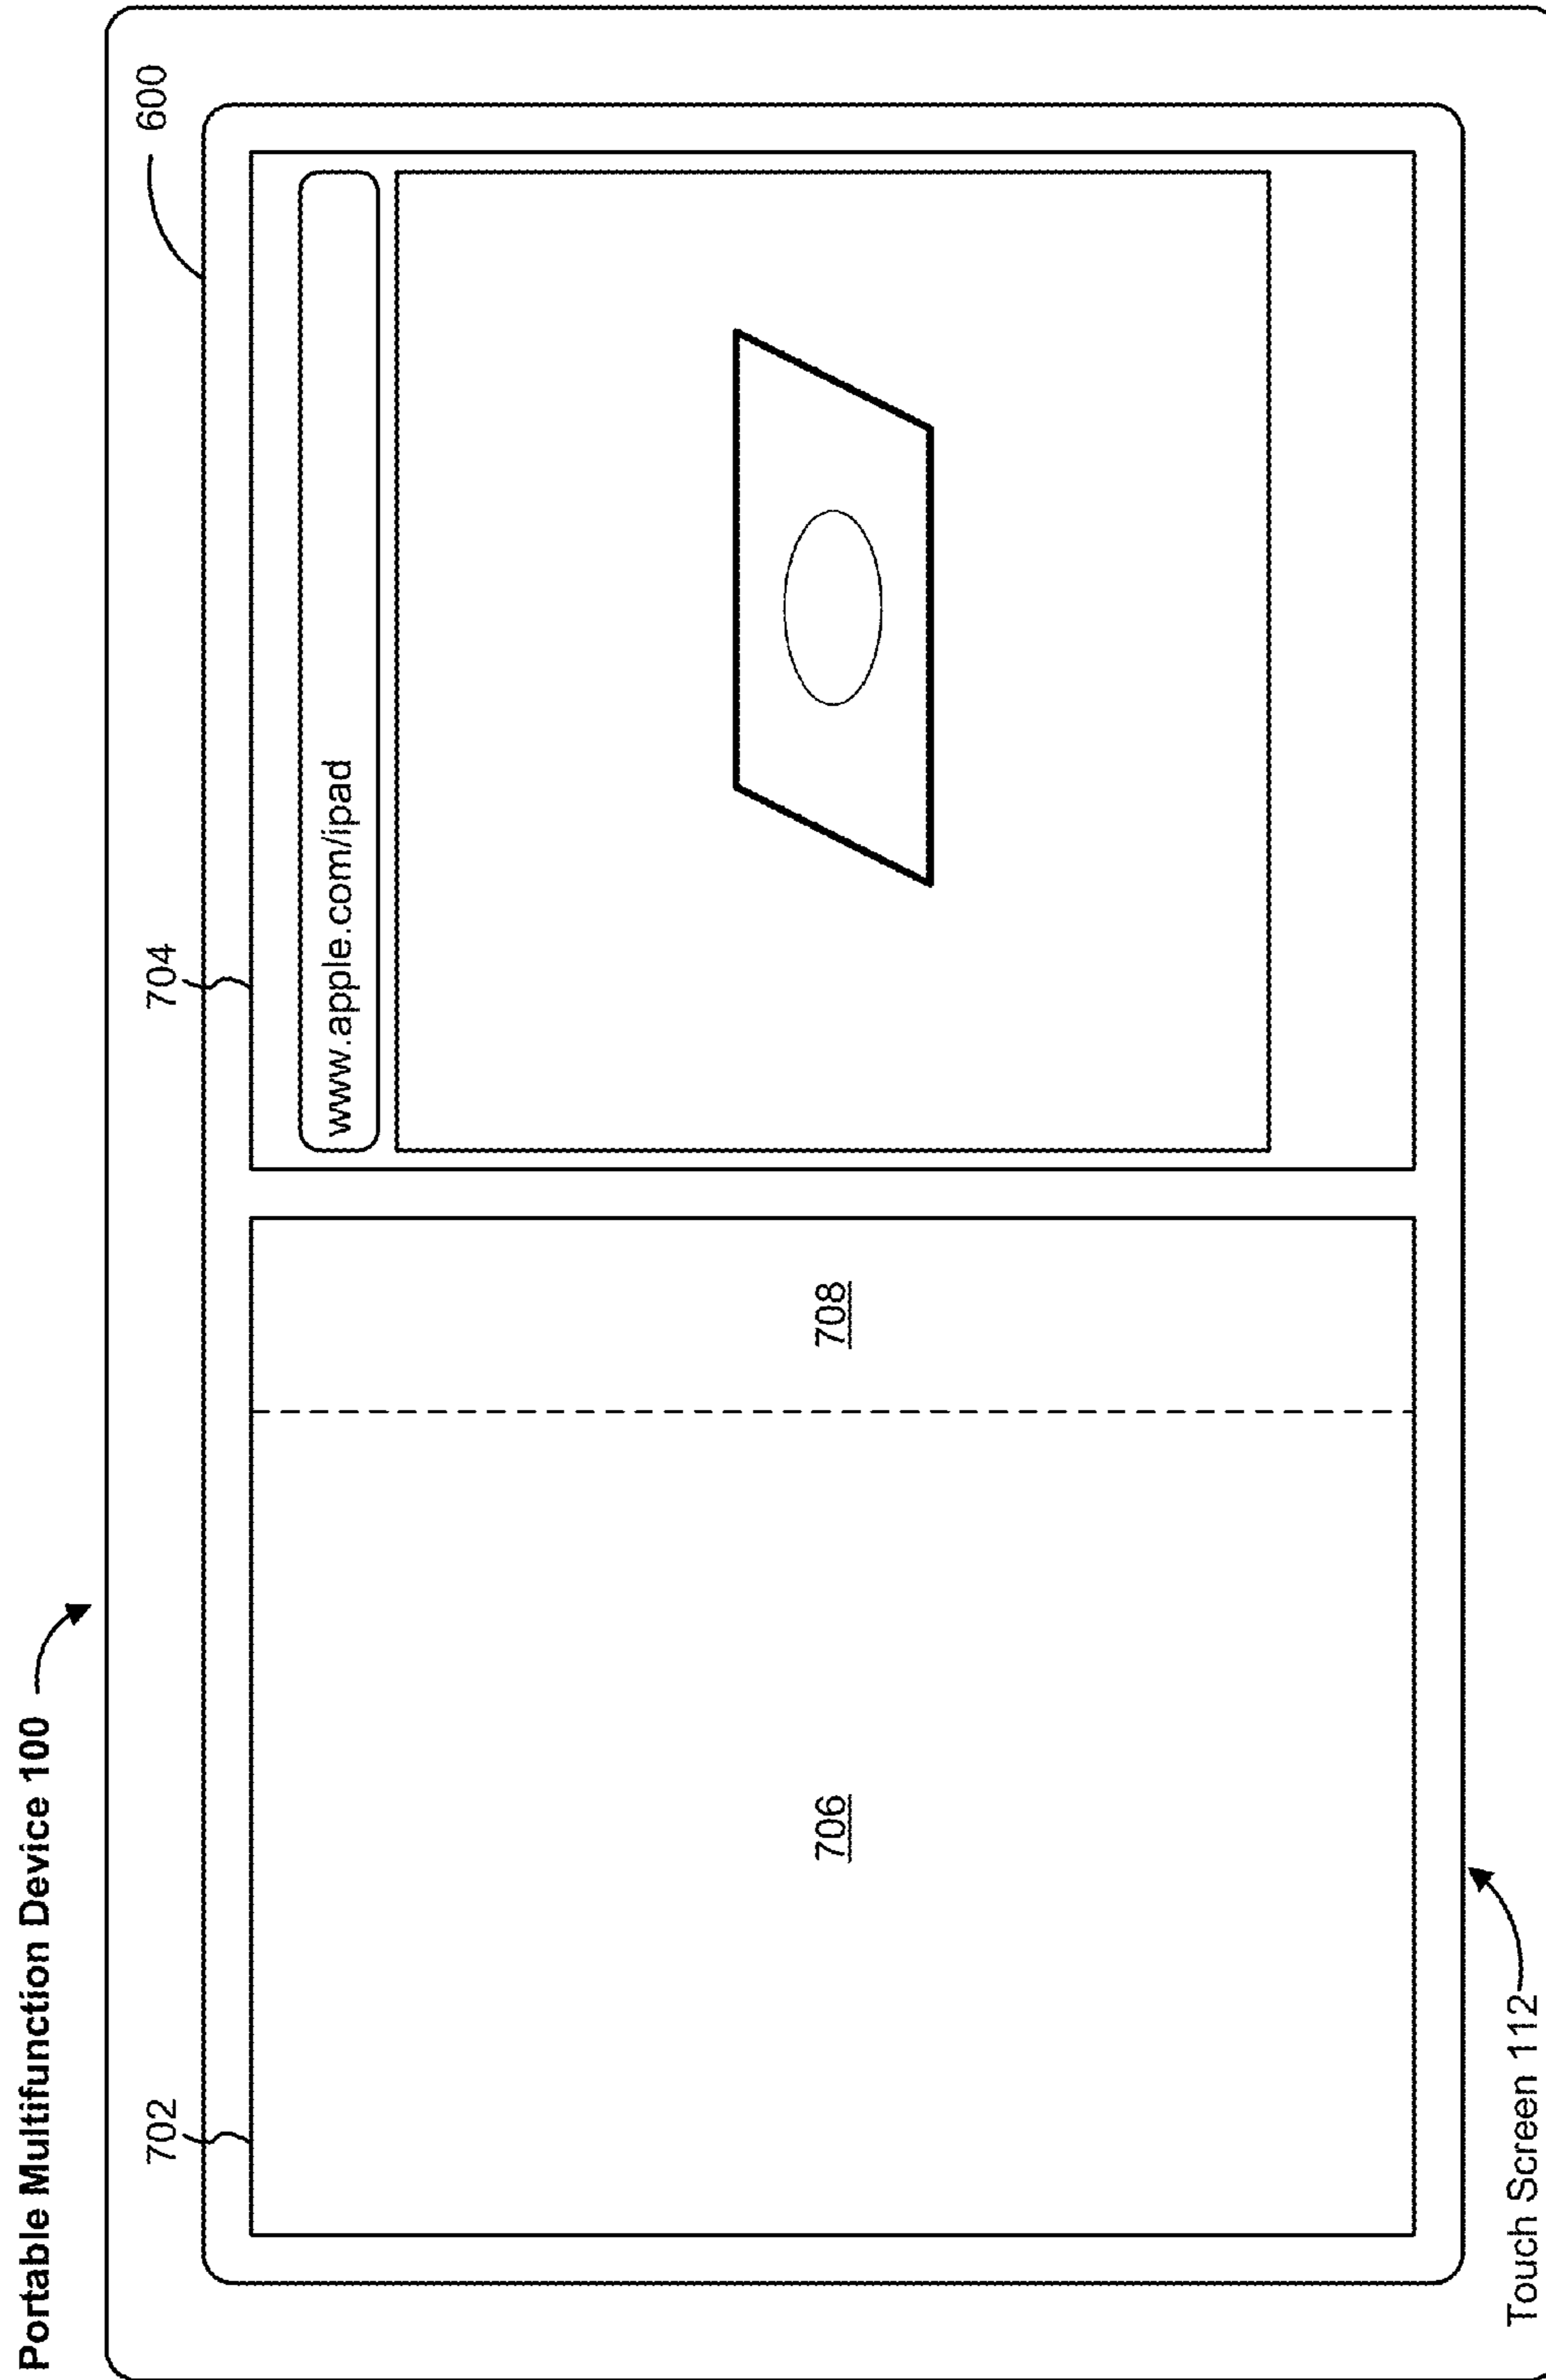 Portable Multifunction Device 100
600
702
704
www.apple.com/ipad
706
708
Touch Screen 112